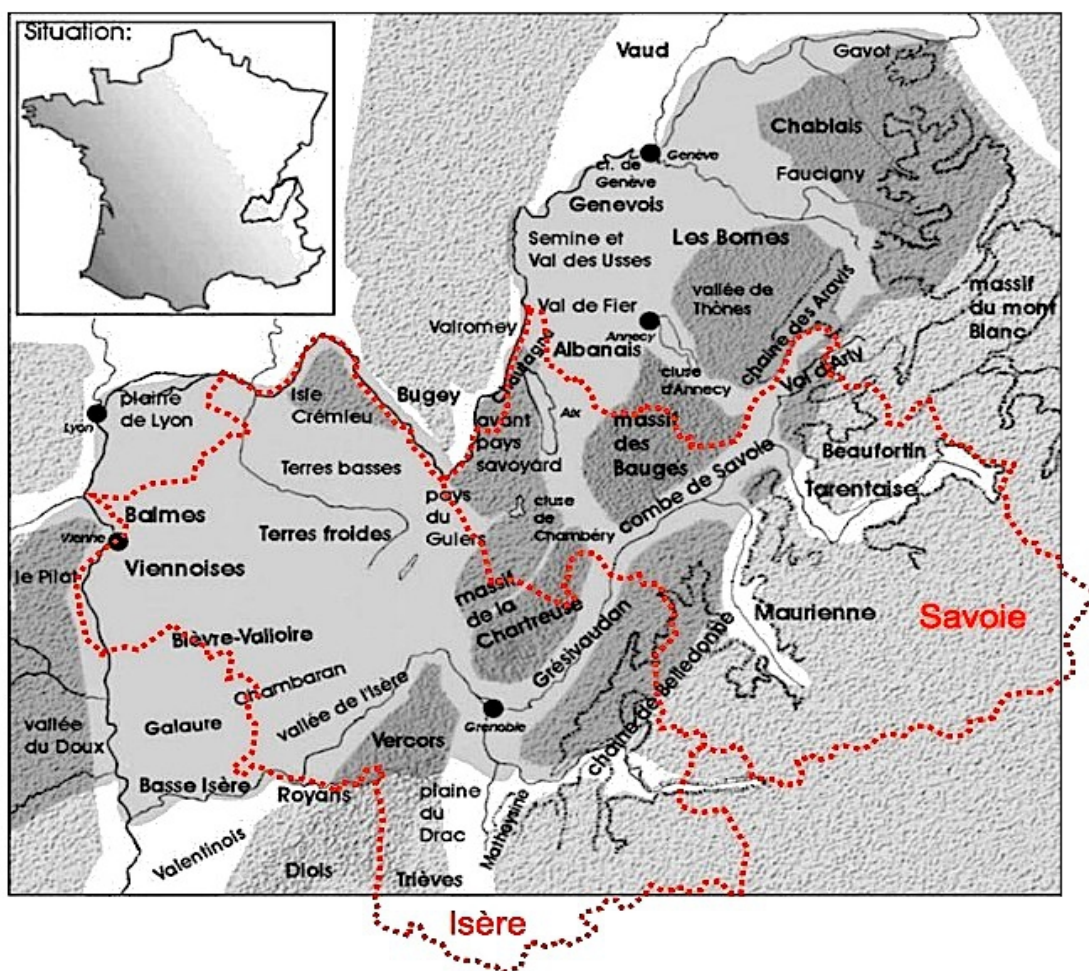 Situation:
Vaud
Gavot
Chablais
Genève
ct. de
Genève
Faucigny
Genevois
Semine et
Val des Usses
Les Bornes
vallée de
Thônes
chaîne des Aravis
massif
du mont
Blanc
Val de Fier
Valromey
Annecy
Albanais
Chautagne
cluse
d'Annecy
Val d'Arly
Bugey
Isle
Crémieu
plaine
de Lyon
Lyon
Aix
avant
pays
savoyard
massif
des
Bauges
Beaufortin
Terres basses
combe de Savoie
Tarentaise
pays
du
Guiers
cluse
de
Chambéry
Balmes
Terres froides
Vienne
Viennoises
le Pilat
massif
de la
Chartreuse
Maurienne
Savoie
Bièvre-Valloire
Grésivaudan
Chambaran
vallée de l'Isère
chaîne de Belledonne
Galaure
Grenoble
vallée
du Doux
Vercors
Basse Isère
Royans
plaine
du
Drac
Matheysine
Valentinois
Diois
Trièves
Isère